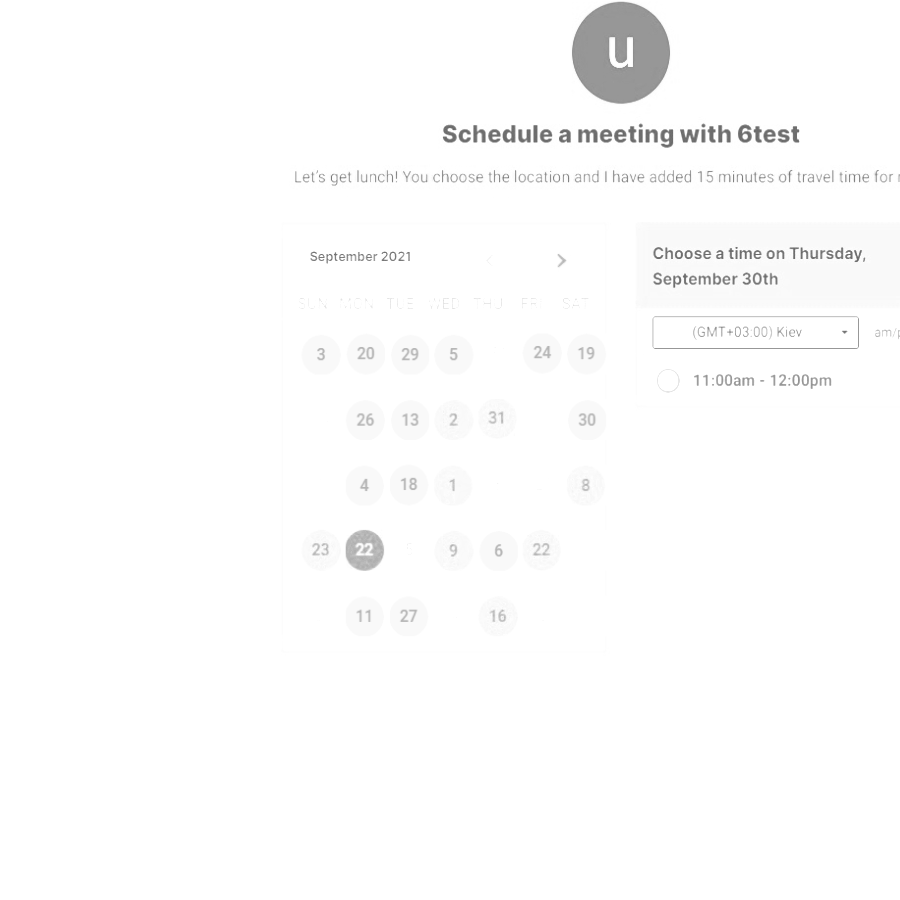 u
Schedule a meeting with 6test
Let's get lunch! You choose the location and I have added 15 minutes of travel time for
September 2021
SUN MON TUE WED THU FRI SAT
3 20 29 5 24 19
26 13 2 31 30
4 18 1 8
23 22 9 6 22
11 27 16
Choose a time on Thursday,
September 30th
(GMT+03:00) Kiev
am/p
11:00am - 12:00pm